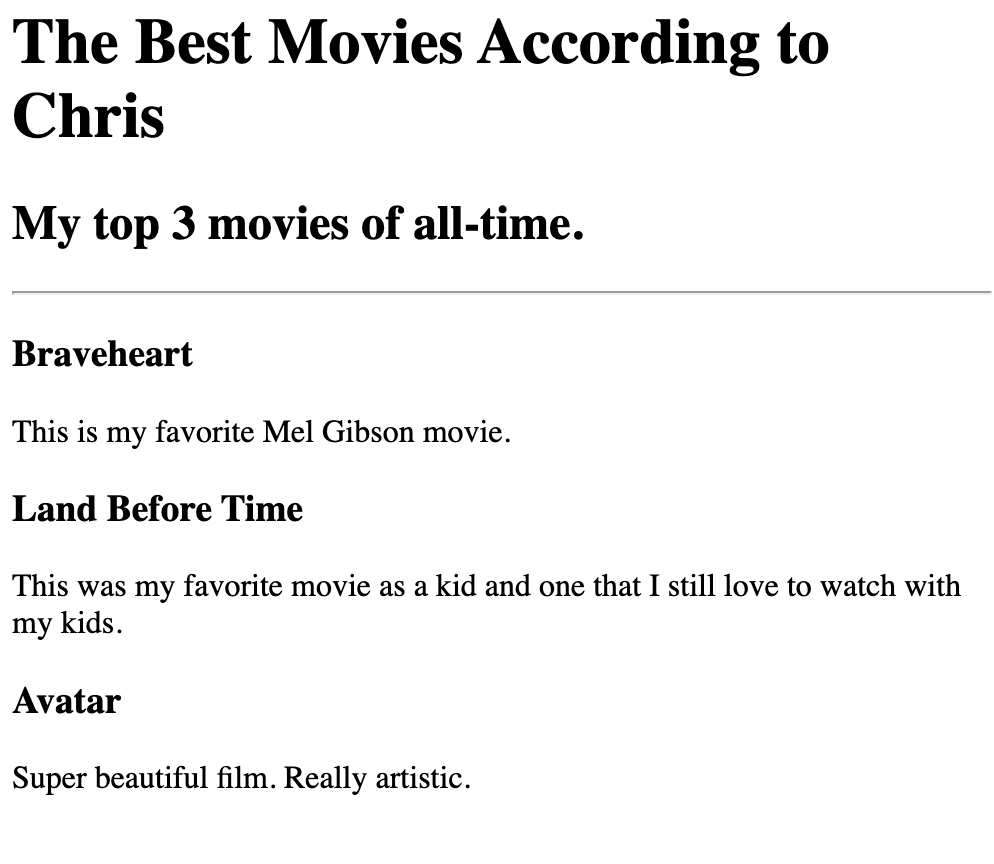 The Best Movies According to
Chris
My top 3 movies of all-time.
Braveheart
This is my favorite Mel Gibson movie.
Land Before Time
This was my favorite movie as a kid and one that I still love to watch with
my kids.
Avatar
Super beautiful film. Really artistic.